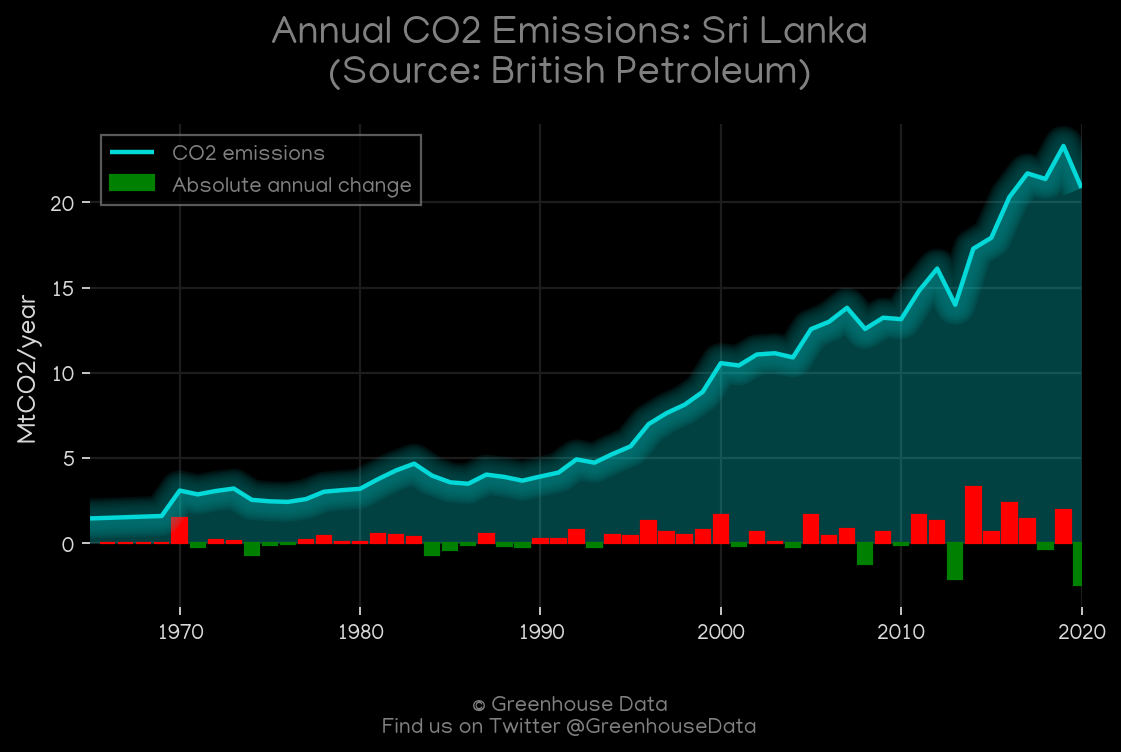 Annual CO2 Emissions: Sri Lanka
(Source: British Petroleum)
CO2 emissions
Absolute annual change
MtCO2/year
20
15
10
5
0
1970 1980 1990 2000 2010 2020
© Greenhouse Data
Find us on Twitter @GreenhouseData